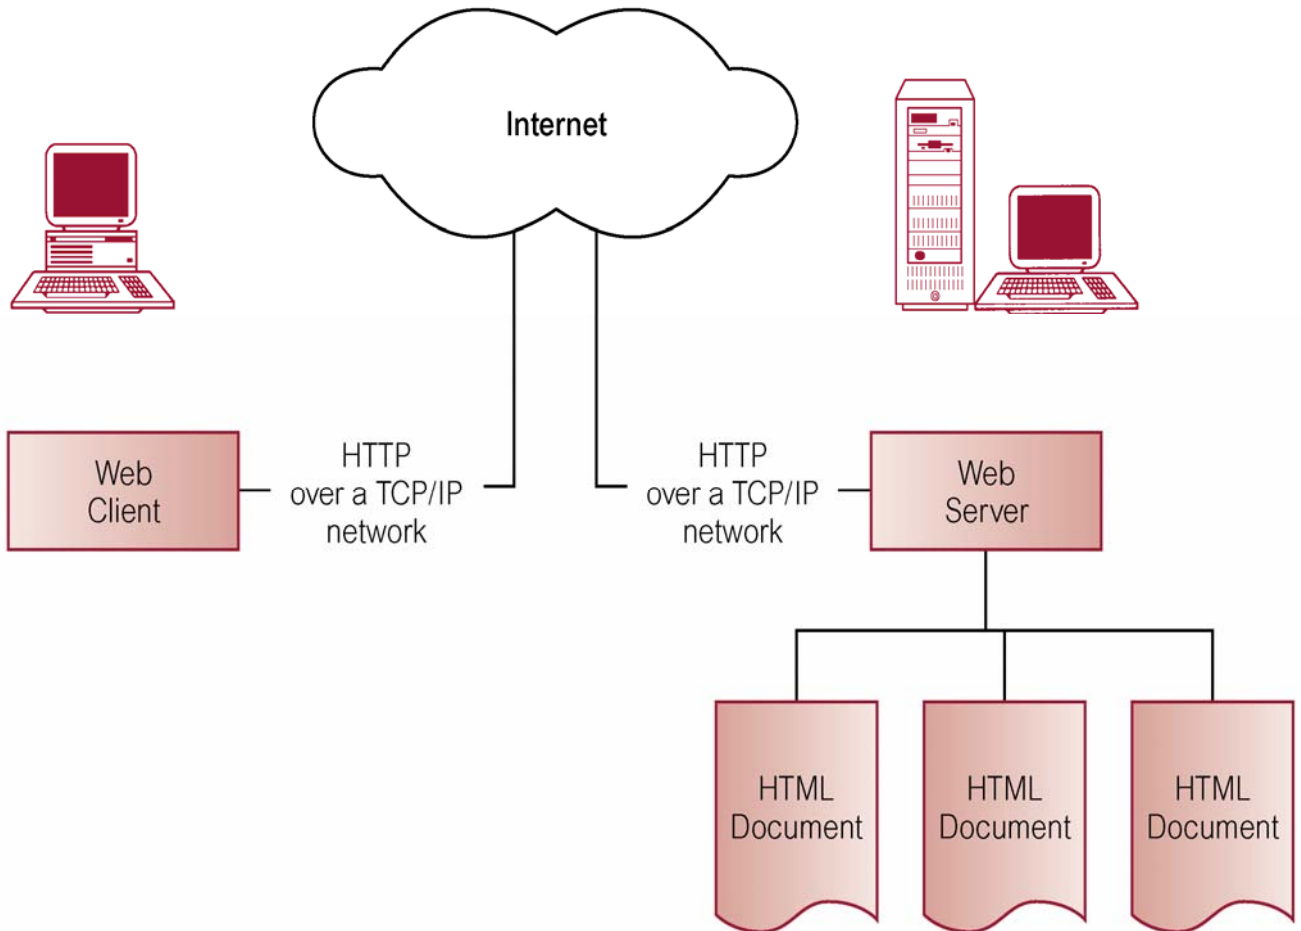 Internet
Web
Client
HTTP
over a TCP/IP
network
HTTP
over a TCP/IP
network
Web
Server
HTML
Document
HTML
Document
HTML
Document